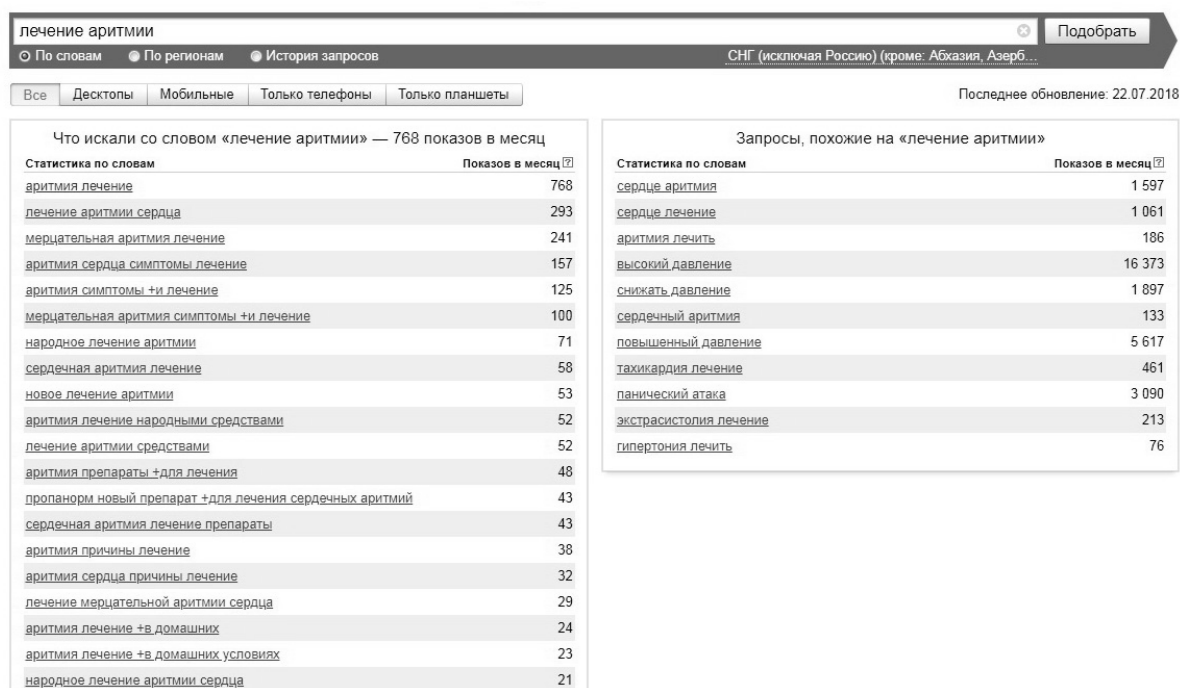 лечение аритмии
Подобрать
По словам По регионам История запросов СНГ (исключая Россию) (кроме: Абхазия, Азерб...
Все Десктопы Мобильные Только телефоны Только планшеты Последнее обновление: 22.07.2018
Что искали со словом «лечение аритмии» — 768 показов в месяц
Статистика по словам Показов в месяц ?
аритмия лечение 768
лечение аритмии сердца 293
мерцательная аритмия лечение 241
аритмия сердца симптомы лечение 157
аритмия симптомы +и лечение 125
мерцательная аритмия симптомы +и лечение 100
народное лечение аритмии 71
сердечная аритмия лечение 58
новое лечение аритмии 53
аритмия лечение народными средствами 52
лечение аритмии средствами 52
аритмия препараты +для лечения 48
пропанорм новый препарат +для лечения сердечных аритмий 43
сердечная аритмия лечение препараты 43
аритмия причины лечение 38
аритмия сердца причины лечение 32
лечение мерцательной аритмии сердца 29
аритмия лечение +в домашних 24
аритмия лечение +в домашних условиях 23
народное лечение аритмии сердца 21
Запросы, похожие на «лечение аритмии»
Статистика по словам Показов в месяц ?
сердце аритмия 1 597
сердце лечение 1 061
аритмия лечить 186
высокий давление 16 373
снижать давление 1 897
сердечный аритмия 133
повышенный давление 5 617
тахикардия лечение 461
панический атака 3 090
экстрасистолия лечение 213
гипертония лечить 76